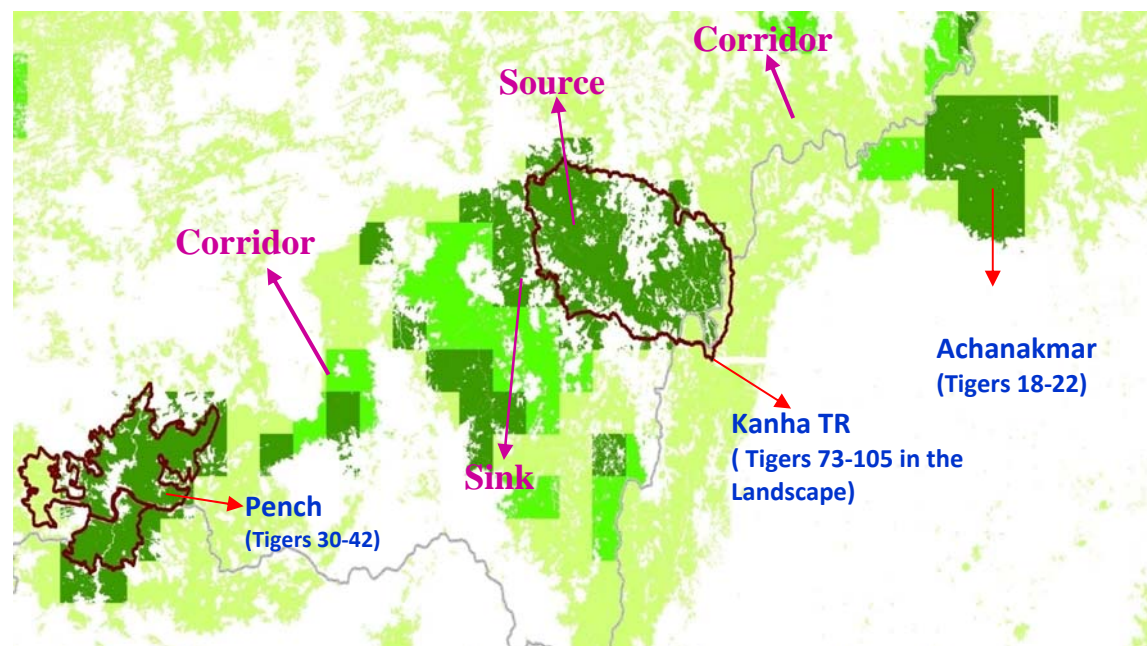 Corridor
Source
Corridor
Achanakmar
(Tigers 18-22)
Kanha TR
( Tigers 73-105 in the
Landscape)
Sink
Pench
(Tigers 30-42)